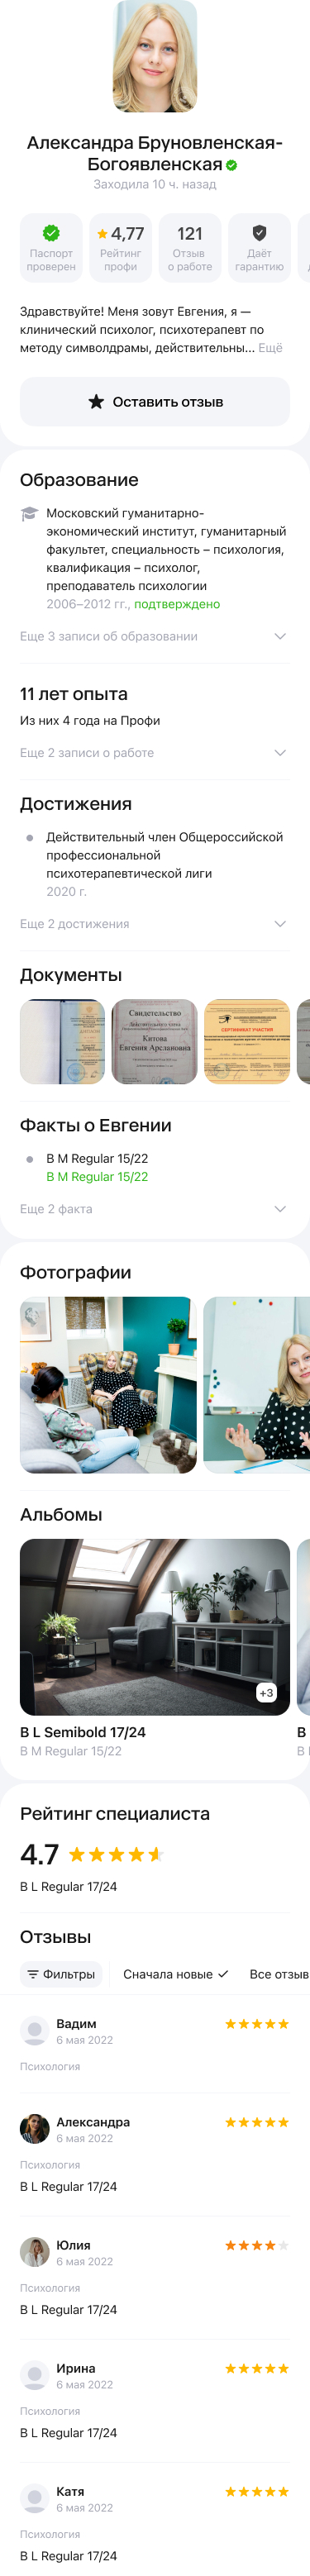 Александра Бруновленская-
Богоявленская
Заходила 10 ч. назад
Паспорт
проверен
4,77
Рейтинг
профи
121
Отзыв
о работе
Даёт
гарантию
Здравствуйте! Меня зовут Евгения, я —
клинический психолог, психотерапевт по
методу символдрамы, действительны... Ещё
Оставить отзыв
Образование
Московский гуманитарно-
экономический институт, гуманитарный
факультет, специальность – психология,
квалификация – психолог,
преподаватель психологии
2006–2012 гг., подтверждено
Еще 3 записи об образовании
11 лет опыта
Из них 4 года на Профи
Еще 2 записи о работе
Достижения
Действительный член Общероссийской
профессиональной
психотерапевтической лиги
2020 г.
Еще 2 достижения
Документы
Свидетельство
Китова
Евгения Арслановна
СЕРТИФИКАТ УЧАСТИЯ
Факты о Евгении
B M Regular 15/22
B M Regular 15/22
Еще 2 факта
Фотографии
Альбомы
+3
B L Semibold 17/24
B
B M Regular 15/22
Рейтинг специалиста
4.7
B L Regular 17/24
Отзывы
Фильтры
Сначала новые
Все отзыв
Вадим
6 мая 2022
Психология
Александра
6 мая 2022
Психология
B L Regular 17/24
Юлия
6 мая 2022
Психология
B L Regular 17/24
Ирина
6 мая 2022
Психология
B L Regular 17/24
Катя
6 мая 2022
Психология
B L Regular 17/24